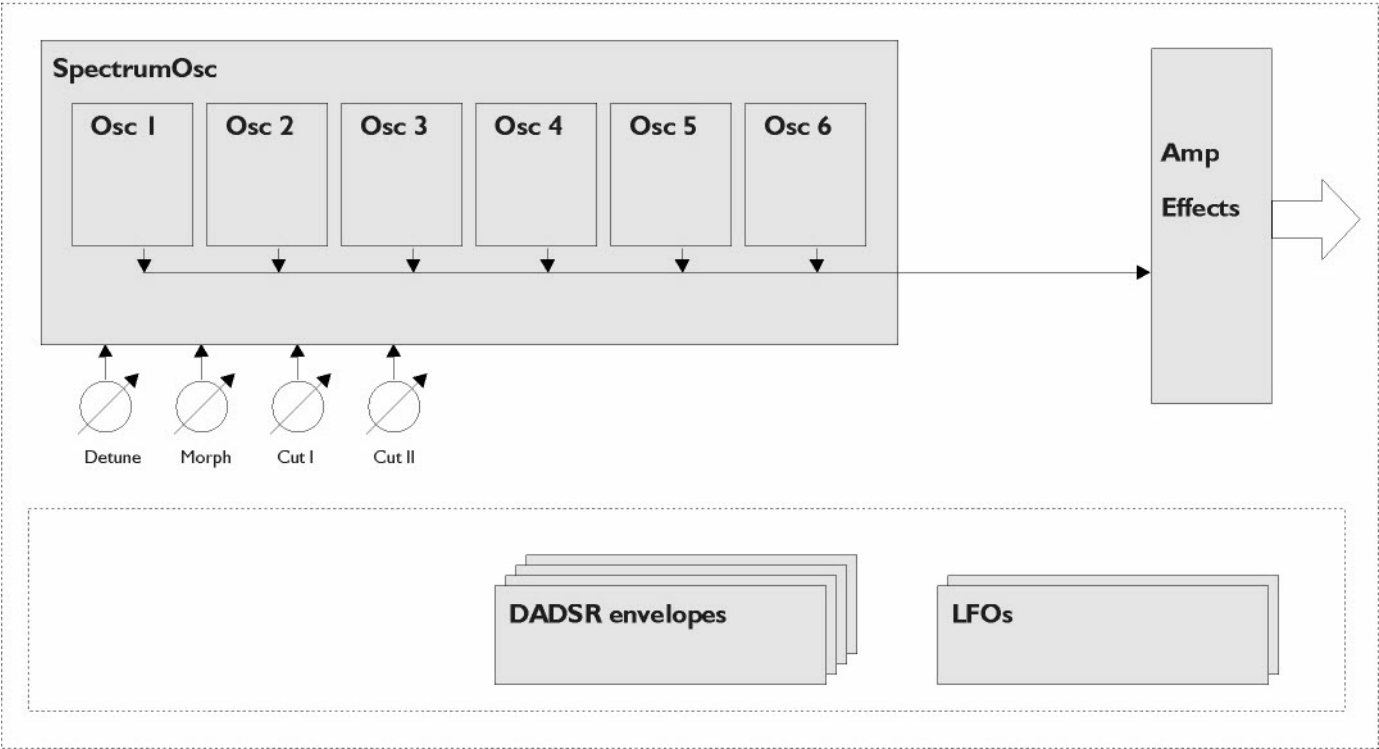 SpectrumOsc
Osc 1
Osc 2
Osc 3
Osc 4
Osc 5
Osc 6
Amp
Effects
Detune
Morph
Cut I
Cut II
DADSR envelopes
LFOs